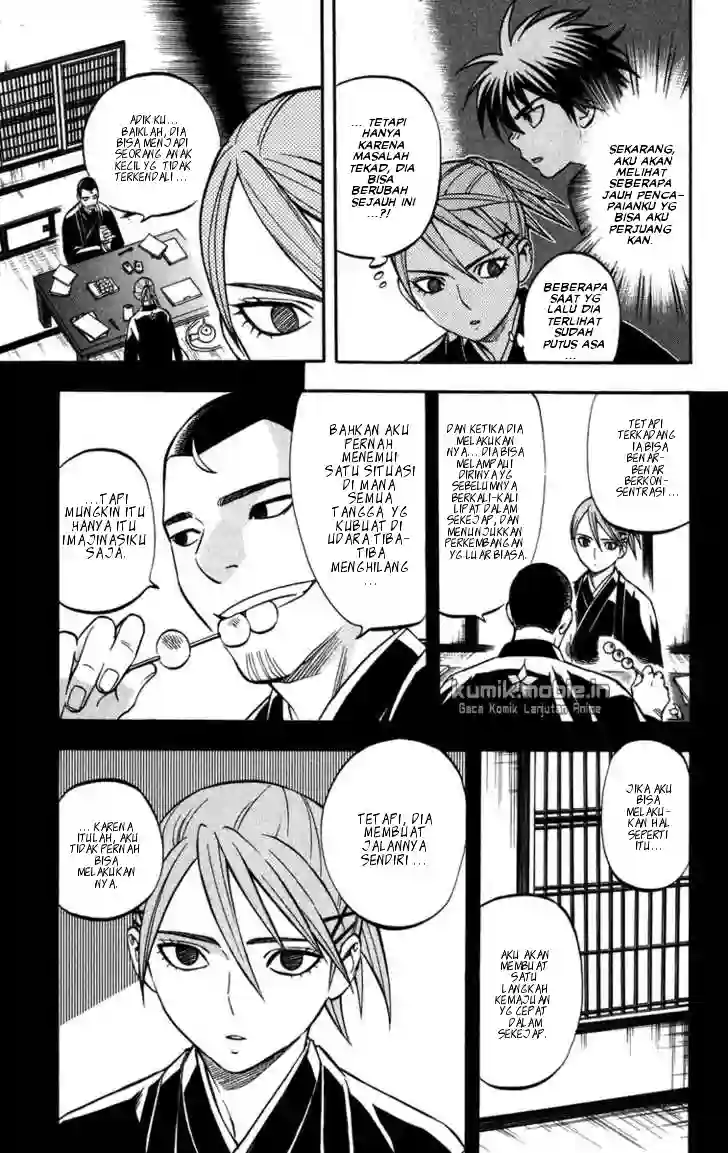 SEKARANG,
AKU AKAN
MELIHAT
SEBERAPA
JAUH PENCA-
PAIANKU YG
BISA AKU
PERJUANG
KAN.
BEBERAPA
SAAT YG
LALU DIA
TERLIHAT
SUDAH
PUTUS ASA
...
... TETAPI
HANYA
KARENA
MASALAH
TEKAD, DIA
BISA
BERUBAH
SEJAUH INI
...?!
ADIK KU...
BAIKLAH, DIA
BISA MENJADI
SEORANG ANAK
KECIL YG TIDAK
TERKENDALI ...
TETAPI
TERKADANG
IA BISA
BENAR-
BENAR
BERKON-
SENTRASI ...
DAN KETIKA DIA
MELAKUKAN
NYA... DIA BISA
MELAMPAUI
DIRINYA YG
SEBELUMNYA
BERKALI-KALI
LIPAT DALAM
SEKEJAP, DAN
MENUNJUKKAN
PERKEMBANGAN
YG LUAR BIASA.
BAHKAN AKU
PERNAH
MENEMUI
SATU SITUASI
DI MANA
SEMUA
TANGGA YG
KUBUAT DI
UDARA TIBA-
TIBA
MENGHILANG
...
...TAPI
MUNGKIN ITU
HANYA ITU
IMAJINASIKU
SAJA.
kumik.mobie.in
Baca Komik Lanjutan Anime
JIKA AKU
BISA
MELAKU-
KAN HAL
SEPERTI
ITU...
AKU AKAN
MEMBUAT
SATU
LANGKAH
KEMAJUAN
YG CEPAT
DALAM
SEKEJAP.
TETAPI, DIA
MEMBUAT
JALANNYA
SENDIRI ...
... KARENA
ITULAH, AKU
TIDAK PERNAH
BISA
MELAKUKAN
NYA.